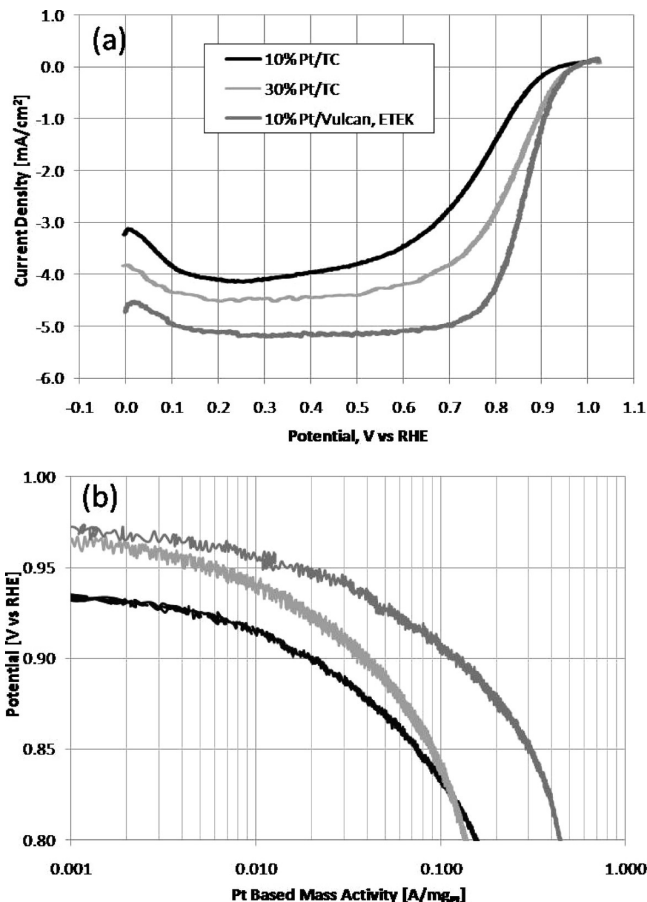 (a)
10% Pt/TC
30% Pt/TC
10% Pt/Vulcan, ETEK
Current Density [mA/cm²]
1.0
0.0
-1.0
-2.0
-3.0
-4.0
-5.0
-6.0
-0.1 0.0 0.1 0.2 0.3 0.4 0.5 0.6 0.7 0.8 0.9 1.0 1.1
Potential, V vs RHE
(b)
Potential [V vs RHE]
1.00
0.95
0.90
0.85
0.80
0.001 0.010 0.100 1.000
Pt Based Mass Activity [A/mgPt]